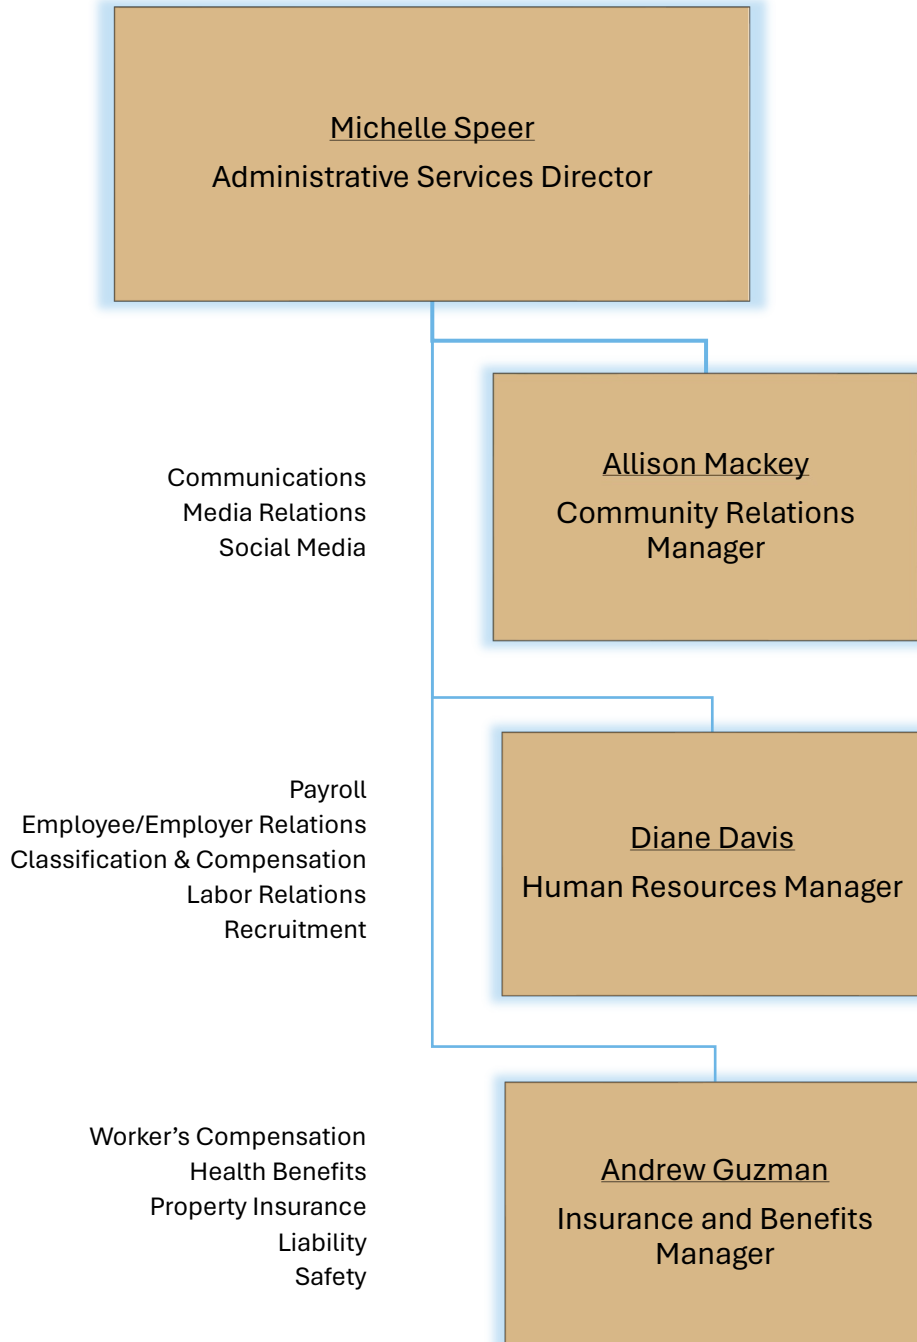 Michelle Speer
Administrative Services Director
Communications
Media Relations
Social Media
Allison Mackey
Community Relations
Manager
Payroll
Employee/Employer Relations
Classification & Compensation
Labor Relations
Recruitment
Diane Davis
Human Resources Manager
Worker’s Compensation
Health Benefits
Property Insurance
Liability
Safety
Andrew Guzman
Insurance and Benefits
Manager